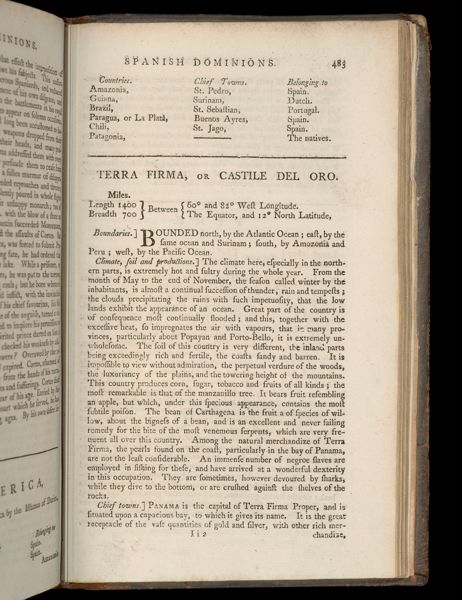 INIONS.
that effect the imposition of
SPANISH DOMINIONS. 483
Countries. Chief Towns. Belonging to
Amazonia, St. Pedro, Spain.
Guiana, Surinam, Dutch.
Brazil, St. Sebastian, Portugal.
Paragua, or La Plata, Buenos Ayres, Spain.
Chili, St. Jago, Spain.
Patagonia, The natives.
TERRA FIRMA, OR CASTILE DEL ORO.
Miles.
Length 1400 } Between { 60° and 82° West Longitude.
Breadth 700 } { The Equator, and 12° North Latitude,
Boundaries.] BOUNDED north, by the Atlantic Ocean; east, by the
same ocean and Surinam; south, by Amozonia and
Peru; west, by the Pacific Ocean.
Climate, soil and productions.] The climate here, especially in the north-
ern parts, is extremely hot and sultry during the whole year. From the
month of May to the end of November, the season called winter by the
inhabitants, is almost a continual succession of thunder, rain and tempests;
the clouds precipitating the rains with such impetuosity, that the low
lands exhibit the appearance of an ocean. Great part of the country is
of consequence most continually flooded; and this, together with the
excessive heat, so impregnates the air with vapours, that in many pro-
vinces, particularly about Popayan and Porto-Bello, it is extremely un-
wholesome. The soil of this country is very different, the inland parts
being exceedingly rich and fertile, the coasts sandy and barren. It is
impossible to view without admiration, the perpetual verdure of the woods,
the luxuriancy of the plains, and the towering height of the mountains.
This country produces corn, sugar, tobacco and fruits of all kinds; the
most remarkable is that of the manzanillo tree. It bears fruit resembling
an apple, but which, under this specious appearance, contains the most
subtile poison. The bean of Carthagena is the fruit a of species of wil-
low, about the bigness of a bean, and is an excellent and never failing
remedy for the bite of the most venemous serpents, which are very fre-
quent all over this country. Among the natural merchandize of Terra
Firma, the pearls found on the coast, particularly in the bay of Panama,
are not the least considerable. An immense number of negroe slaves are
employed in fishing for these, and have arrived at a wonderful dexterity
in this occupation. They are sometimes, however devoured by sharks,
while they dive to the bottom, or are crushed against the shelves of the
rocks.
Chief towns.] PANAMA is the capital of Terra Firma Proper, and is
situated upon a capacious bay, to which it gives its name. It is the great
receptacle of the vast quantities of gold and silver, with other rich mer-
I i 2 chandize,
ERICA,
Belonging to
Spain.
Spain.
Amazonia